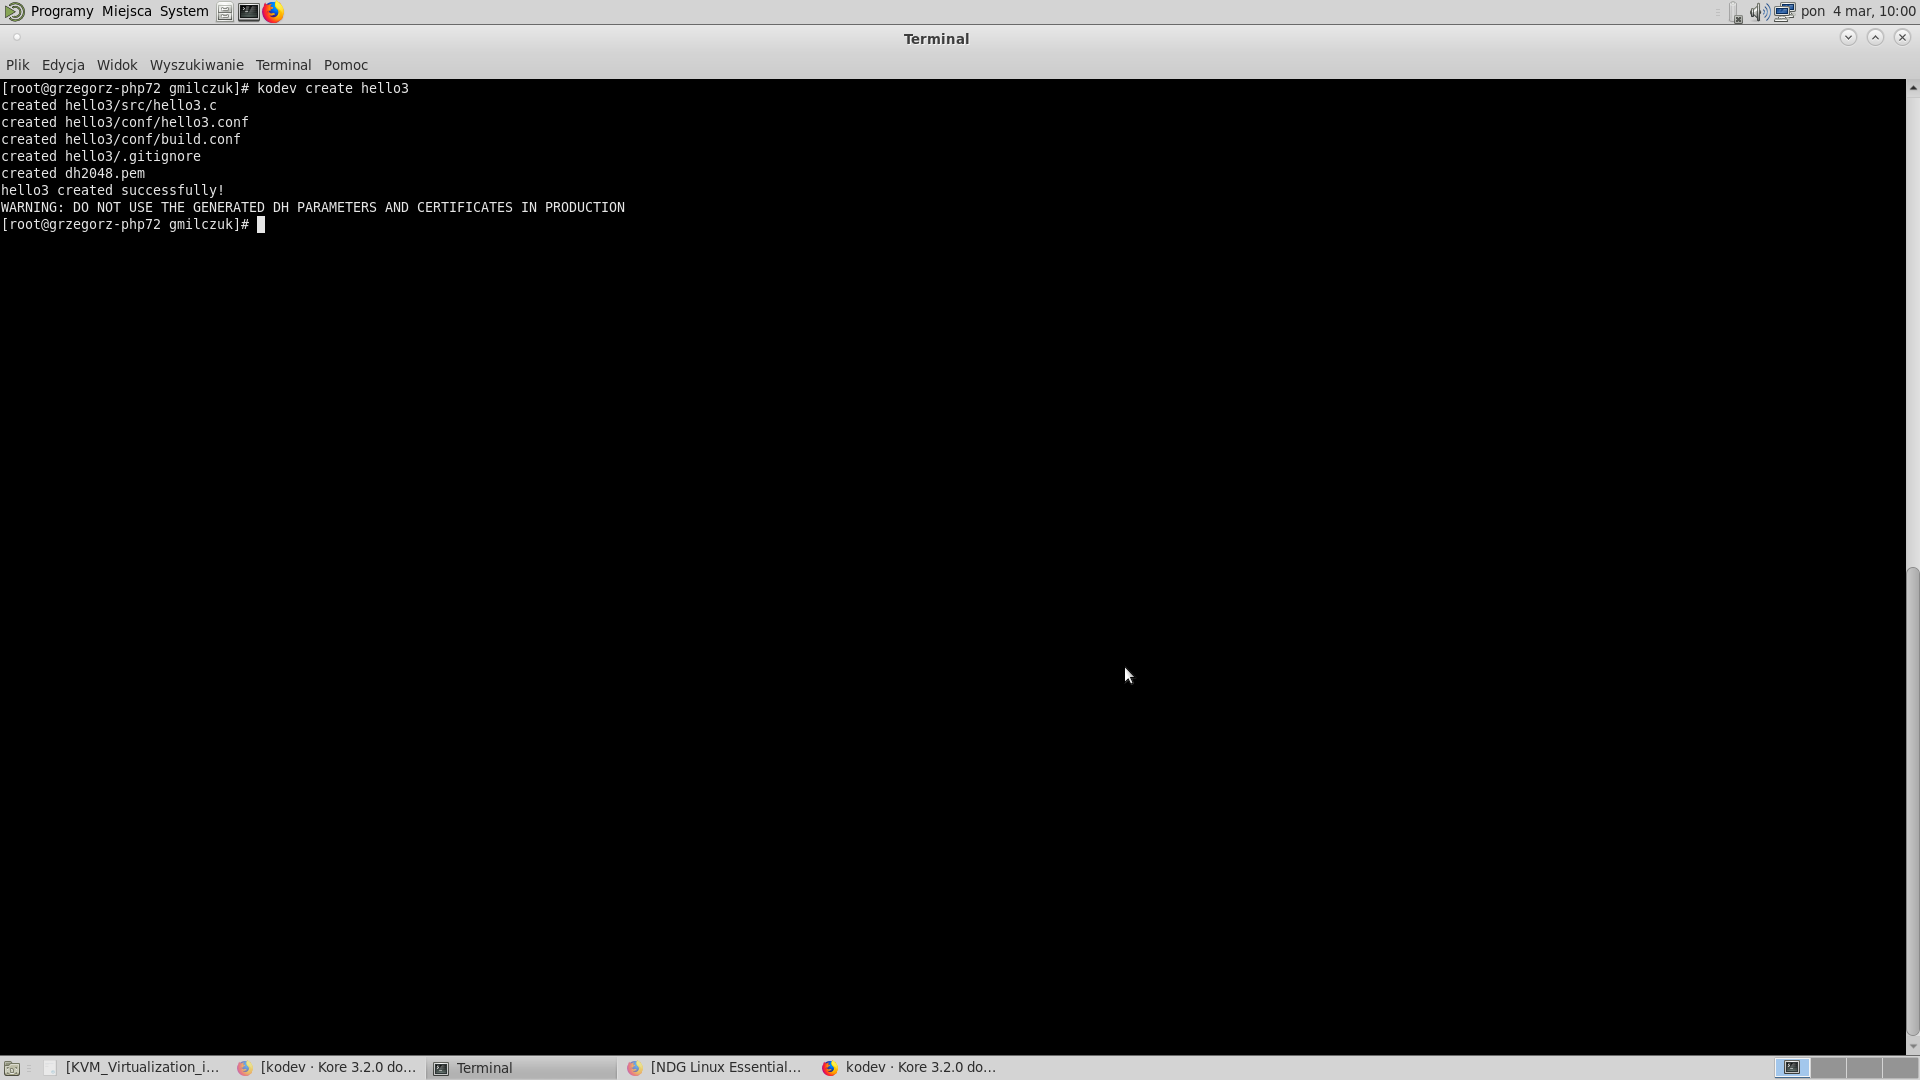 Programy Miejsca System pon 4 mar, 10:00
Terminal
Plik Edycja Widok Wyszukiwanie Terminal Pomoc
[root@grzegorz-php72 gmilczuk]# kodev create hello3
created hello3/src/hello3.c
created hello3/conf/hello3.conf
created hello3/conf/build.conf
created hello3/.gitignore
created dh2048.pem
hello3 created successfully!
WARNING: DO NOT USE THE GENERATED DH PARAMETERS AND CERTIFICATES IN PRODUCTION
[root@grzegorz-php72 gmilczuk]#
[KVM_Virtualization_i... [kodev · Kore 3.2.0 do... Terminal [NDG Linux Essential... kodev · Kore 3.2.0 do...